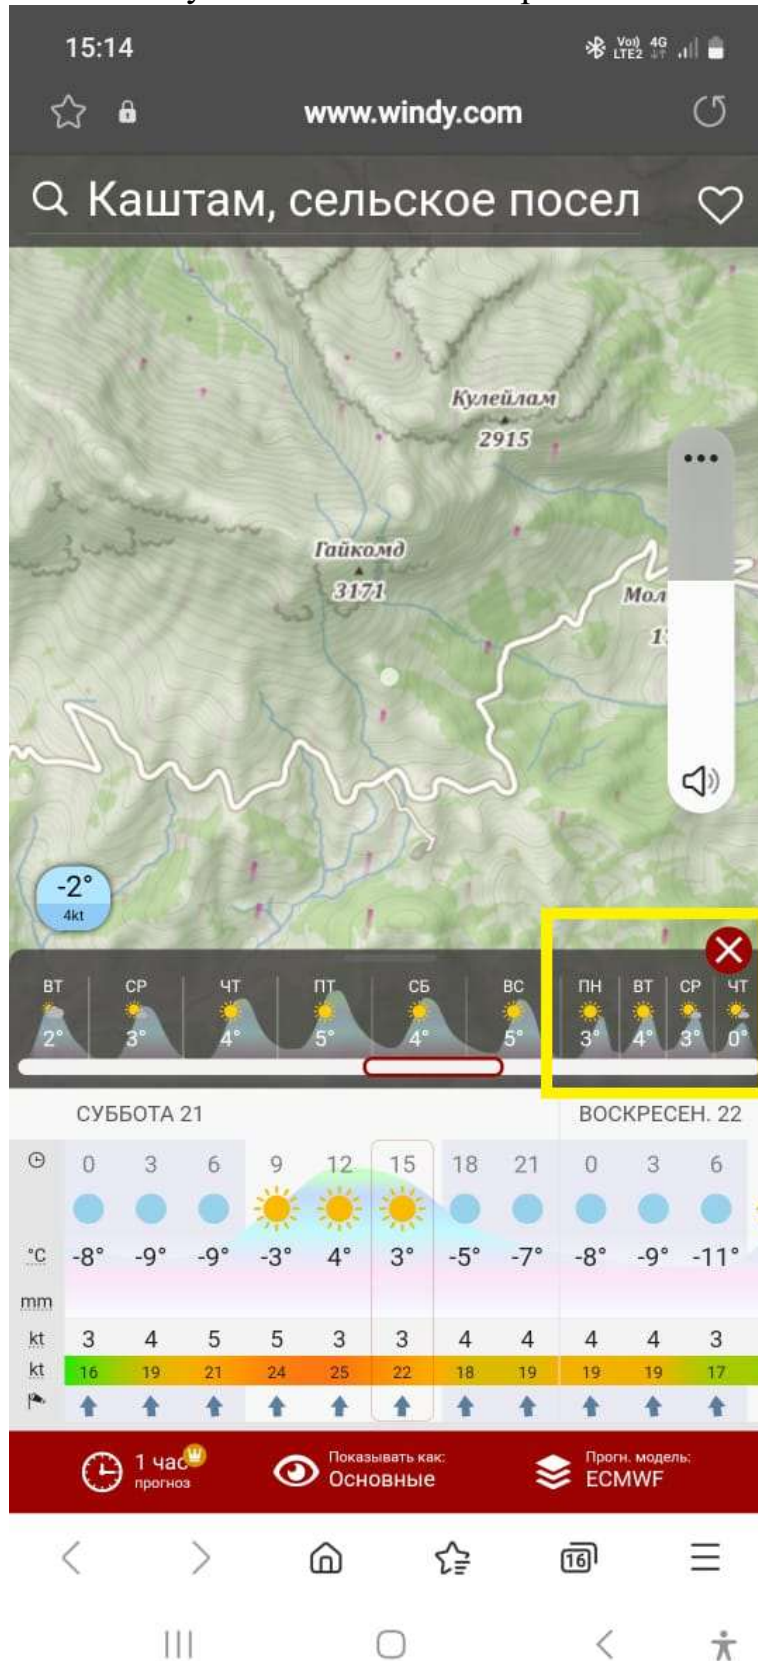 15:14 Vo)) LTE2 4G
www.windy.com
Каштам, сельское посел
Кулейлам
2915
Гайкомд
3171
Мол
1
-2°
4kt
ВТ СР ЧТ ПТ СБ ВС ПН ВТ СР ЧТ
2° 3° 4° 5° 4° 5° 3° 4° 3° 0°
СУББОТА 21 ВОСКРЕСЕН. 22
0 3 6 9 12 15 18 21 0 3 6
°C -8° -9° -9° -3° 4° 3° -5° -7° -8° -9° -11°
mm
kt 3 4 5 5 3 3 4 4 4 4 3
kt 16 19 21 24 25 22 18 19 19 19 17
1 час
прогноз
Показывать как:
Основные
Прогн. модель:
ECMWF
16